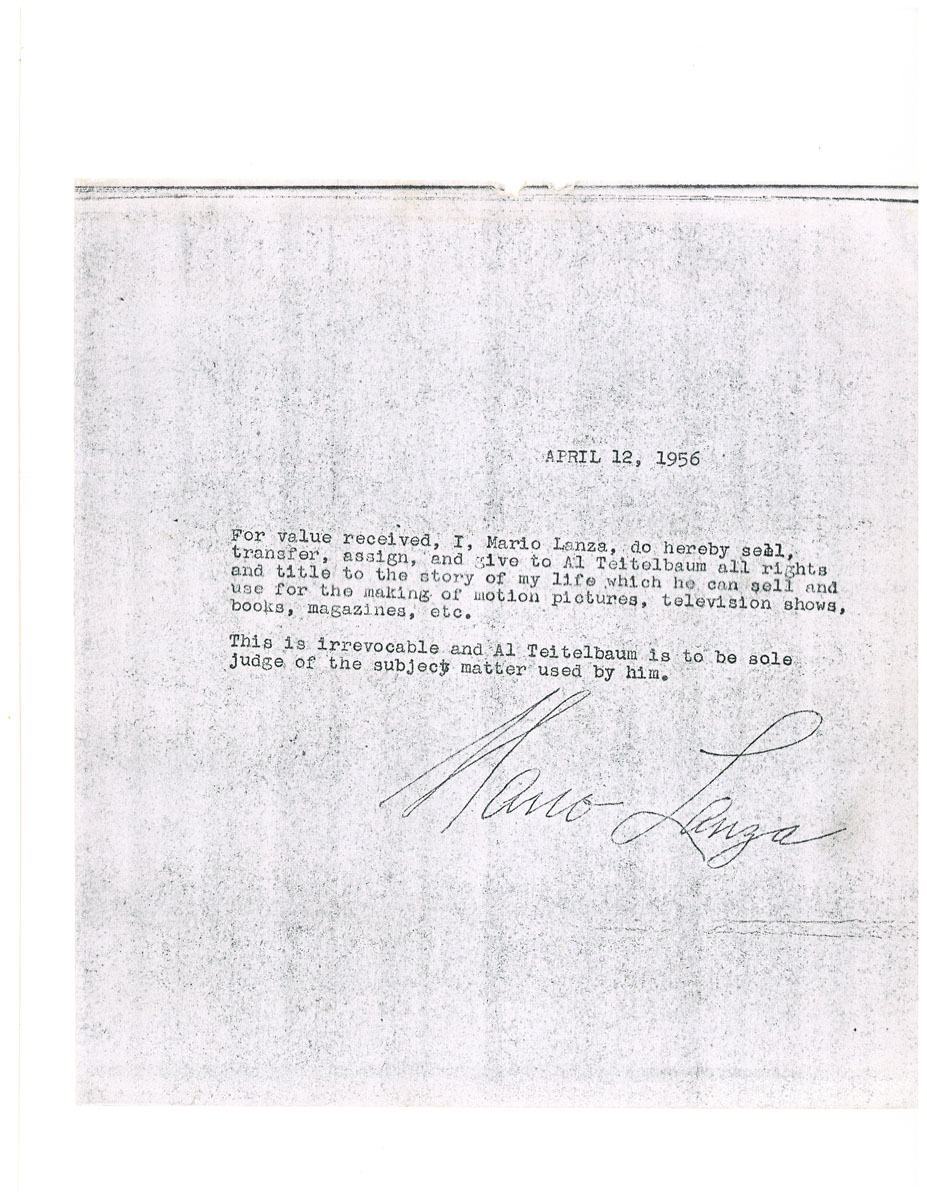 APRIL 12, 1956
For value received, I, Mario Lanza, do hereby sell,
transfer, assign, and give to Al Teitelbaum all rights
and title to the story of my life which he can sell and
use for the making of motion pictures, television shows,
books, magazines, etc.
This is irrevocable and Al Teitelbaum is to be sole
judge of the subject matter used by him.
Mario Lanza